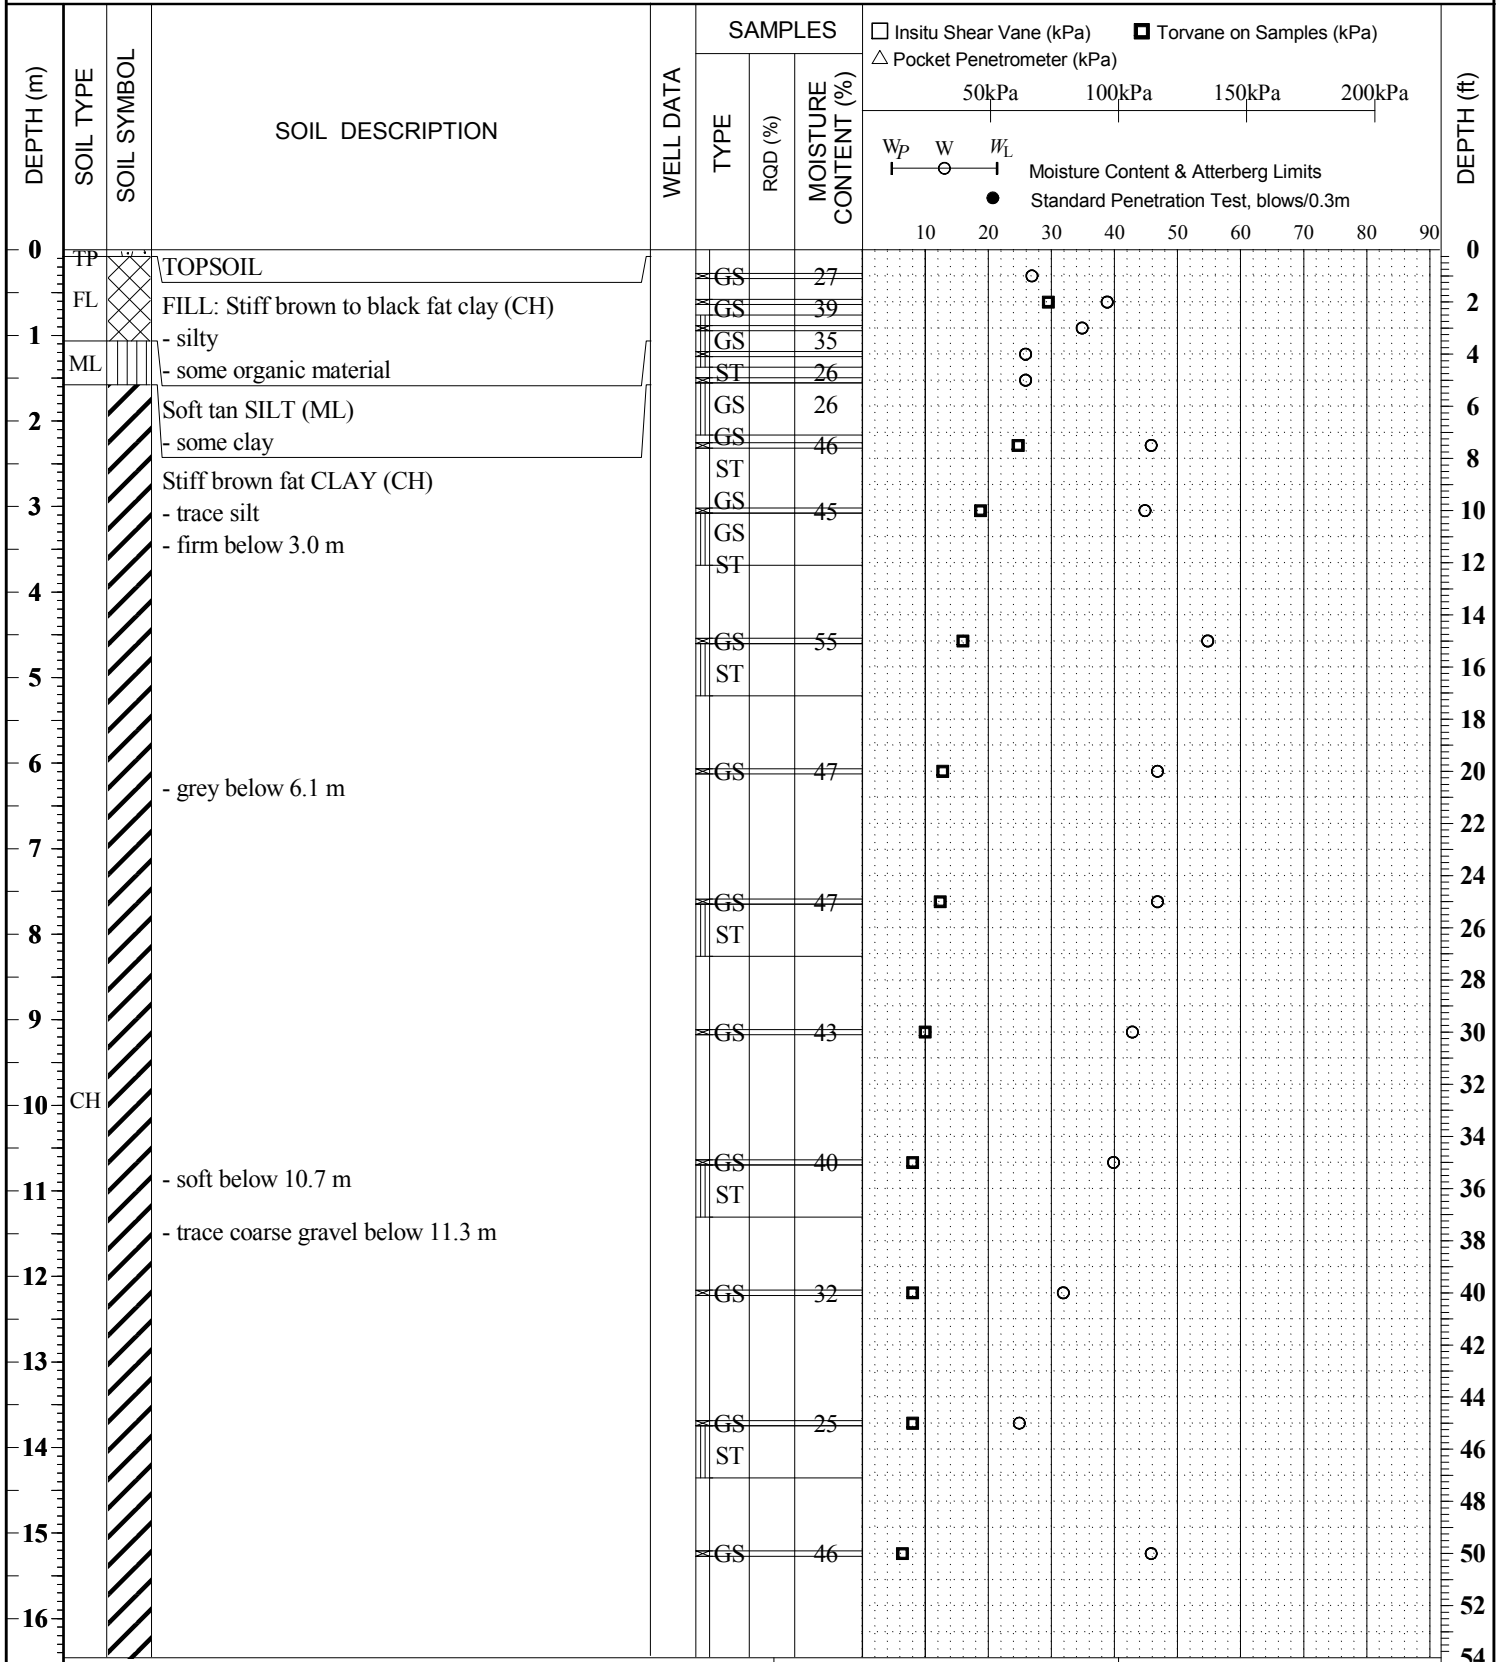 SAMPLES
Insitu Shear Vane (kPa)
Torvane on Samples (kPa)
Pocket Penetrometer (kPa)
50kPa 100kPa 150kPa 200kPa
DEPTH (m)
SOIL TYPE
SOIL SYMBOL
SOIL DESCRIPTION
WELL DATA
TYPE
RQD (%)
MOISTURE
CONTENT (%)
DEPTH (ft)
WP W WL
Moisture Content & Atterberg Limits
Standard Penetration Test, blows/0.3m
10 20 30 40 50 60 70 80 90
0
1
2
3
4
5
6
7
8
9
10
11
12
13
14
15
16
TP
FL
ML
CH
TOPSOIL
FILL: Stiff brown to black fat clay (CH)
- silty
- some organic material
Soft tan SILT (ML)
- some clay
Stiff brown fat CLAY (CH)
- trace silt
- firm below 3.0 m
- grey below 6.1 m
- soft below 10.7 m
- trace coarse gravel below 11.3 m
GS 27
GS 39
GS 35
ST 26
GS 26
GS 46
ST
GS 45
GS
ST
GS 55
ST
GS 47
GS 47
ST
GS 43
GS 40
ST
GS 32
GS 25
ST
GS 46
0
2
4
6
8
10
12
14
16
18
20
22
24
26
28
30
32
34
36
38
40
42
44
46
48
50
52
54